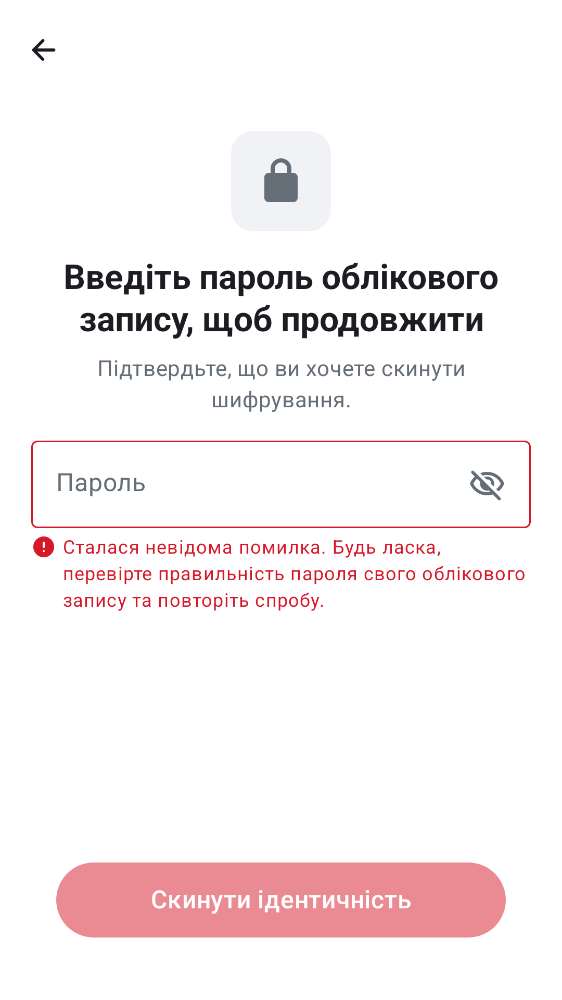 Введіть пароль облікового
запису, щоб продовжити
Підтвердьте, що ви хочете скинути
шифрування.
Пароль
Сталася невідома помилка. Будь ласка,
перевірте правильність пароля свого облікового
запису та повторіть спробу.
Скинути ідентичність